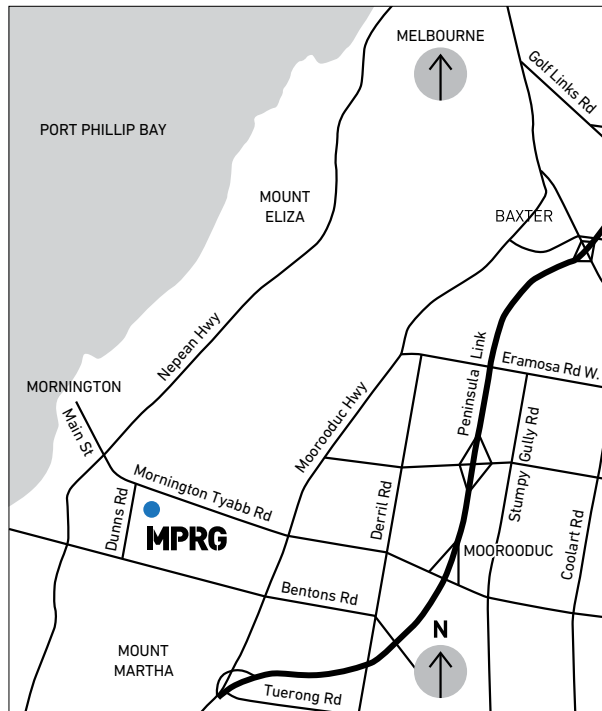 MELBOURNE
Golf Links Rd
PORT PHILLIP BAY
MOUNT
ELIZA
BAXTER
Nepean Hwy
Peninsula Link
Eramosa Rd W.
MORNINGTON
Main St
Moorooduc Hwy
Stumpy Gully Rd
Mornington Tyabb Rd
Derril Rd
Dunns Rd
MPRG
Coolart Rd
MOOROODUC
Bentons Rd
N
MOUNT
MARTHA
Tuerong Rd